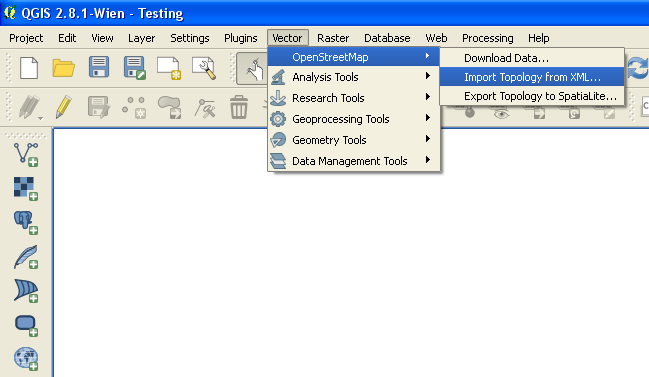 QGIS 2.8.1-Wien - Testing
Project Edit View Layer Settings Plugins Vector Raster Database Web Processing Help
OpenStreetMap
Download Data...
Analysis Tools
Import Topology from XML...
Research Tools
Export Topology to SpatiaLite...
Geoprocessing Tools
Geometry Tools
Data Management Tools